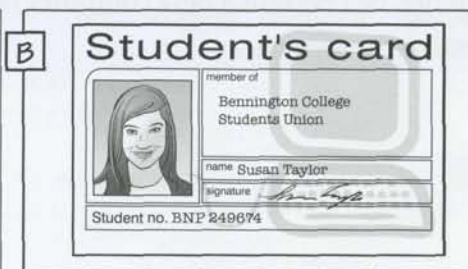 B
Student's card
member of
Bennington College
Students Union
name Susan Taylor
signature
Student no. BNP 249674